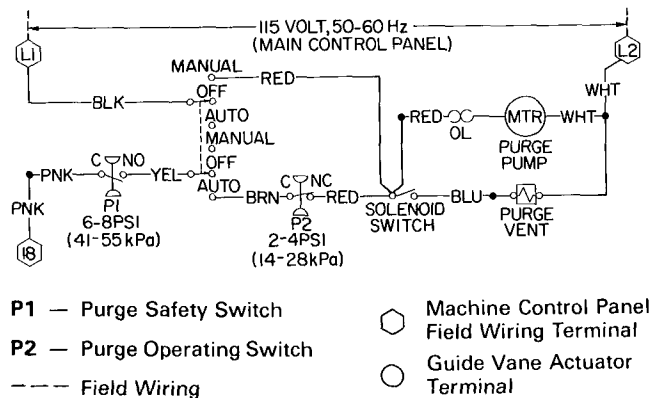 115 VOLT, 50-60 Hz
(MAIN CONTROL PANEL)
L1
L2
MANUAL
RED
WHT
OFF
BLK
AUTO
MANUAL
RED
OL
MTR
WHT
PURGE
PUMP
OFF
PNK
C
NO
YEL
AUTO
BRN
C
NC
RED
SOLENOID
SWITCH
BLU
PURGE
VENT
PNK
P1
6-8PSI
(41-55kPa)
P2
2-4PSI
(14-28kPa)
18
P1 — Purge Safety Switch
P2 — Purge Operating Switch
---- Field Wiring
Machine Control Panel
Field Wiring Terminal
Guide Vane Actuator
Terminal